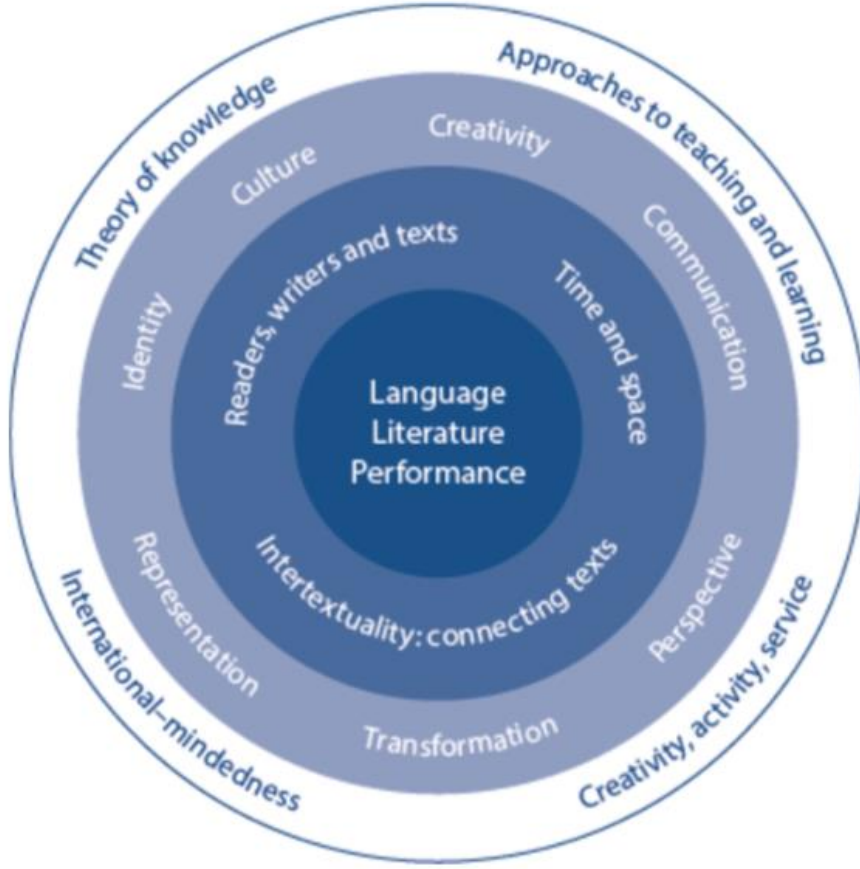 Theory of knowledge
Approaches to teaching and learning
Creativity, activity, service
International–mindedness
Creativity
Culture
Identity
Communication
Perspective
Transformation
Representation
Readers, writers and texts
Time and space
Intertextuality: connecting texts
Language
Literature
Performance